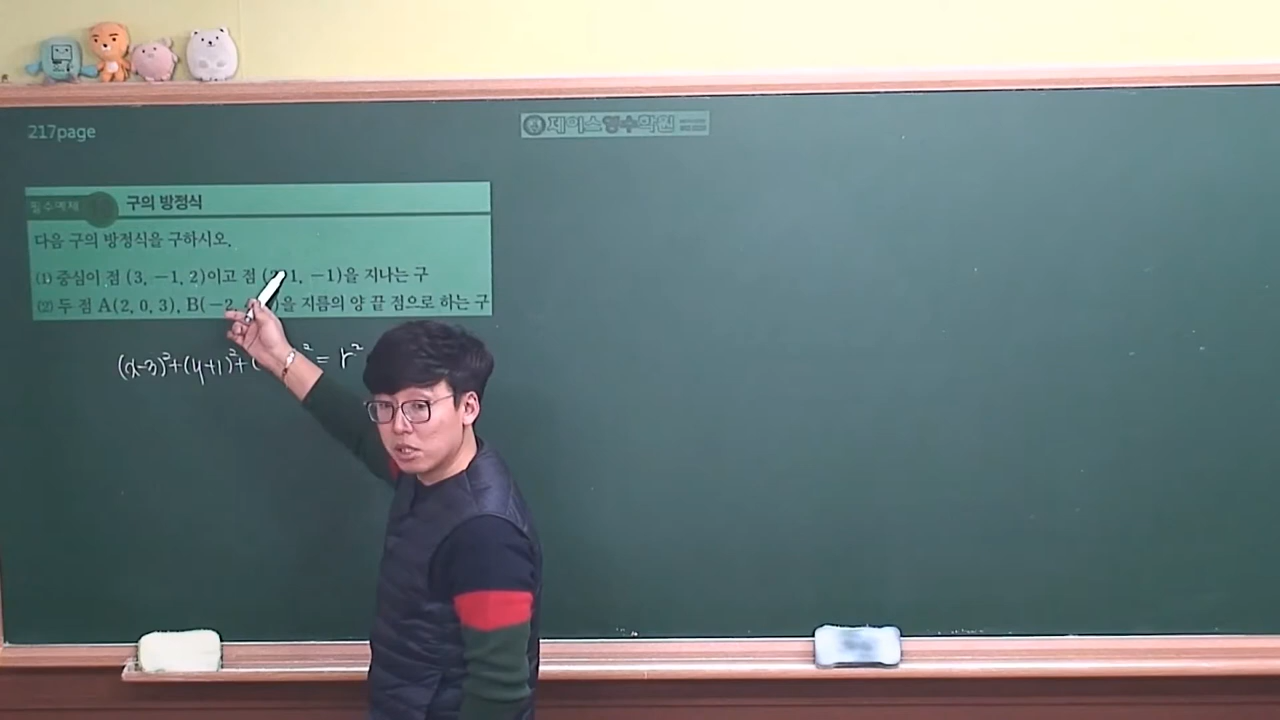 217page
제이스영수학원
필수예제 구의 방정식
다음 구의 방정식을 구하시오.
(1) 중심이 점 (3, −1, 2)이고 점 (2, 1, −1)을 지나는 구
(2) 두 점 A(2, 0, 3), B(−2, )을 지름의 양 끝 점으로 하는 구
(x-3)²+(y+1)²+( ² = r²